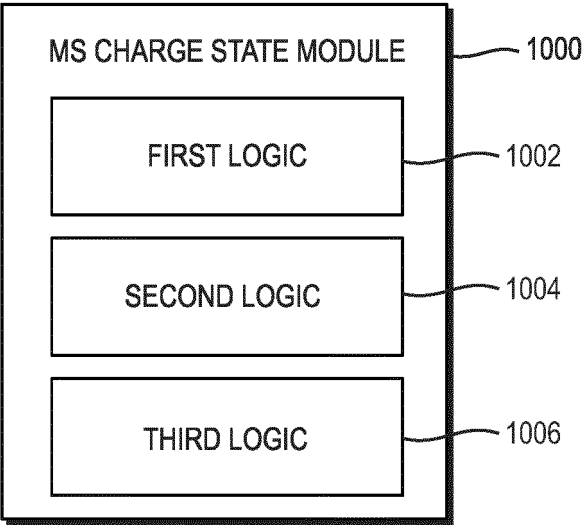 MS CHARGE STATE MODULE
1000
FIRST LOGIC
1002
SECOND LOGIC
1004
THIRD LOGIC
1006